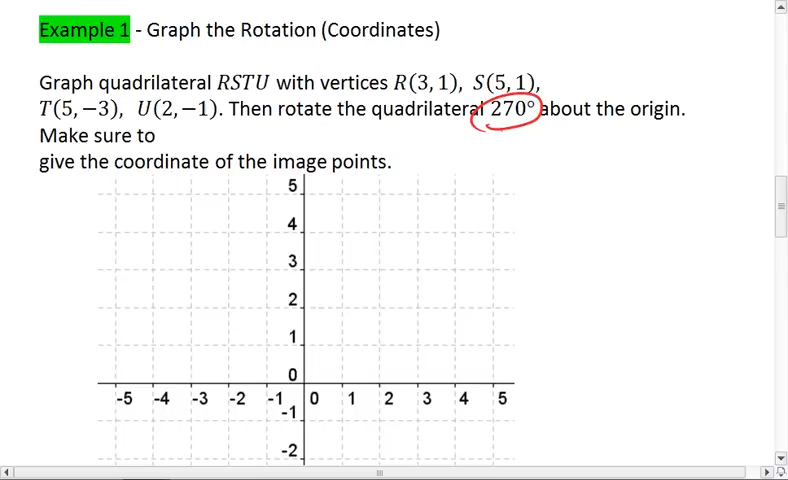 Example 1 - Graph the Rotation (Coordinates)
Graph quadrilateral RSTU with vertices R(3, 1), S(5, 1),
T(5, −3), U(2, −1). Then rotate the quadrilateral 270° about the origin.
Make sure to
give the coordinate of the image points.
5
4
3
2
1
0
-5 -4 -3 -2 -1 0 1 2 3 4 5
-1
-2